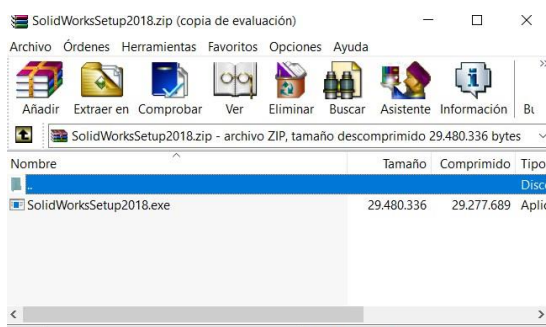 SolidWorksSetup2018.zip (copia de evaluación)
Archivo Órdenes Herramientas Favoritos Opciones Ayuda
Añadir Extraer en Comprobar Ver Eliminar Buscar Asistente Información
SolidWorksSetup2018.zip - archivo ZIP, tamaño descomprimido 29.480.336 bytes
Nombre Tamaño Comprimido Tipo
..
SolidWorksSetup2018.exe 29.480.336 29.277.689